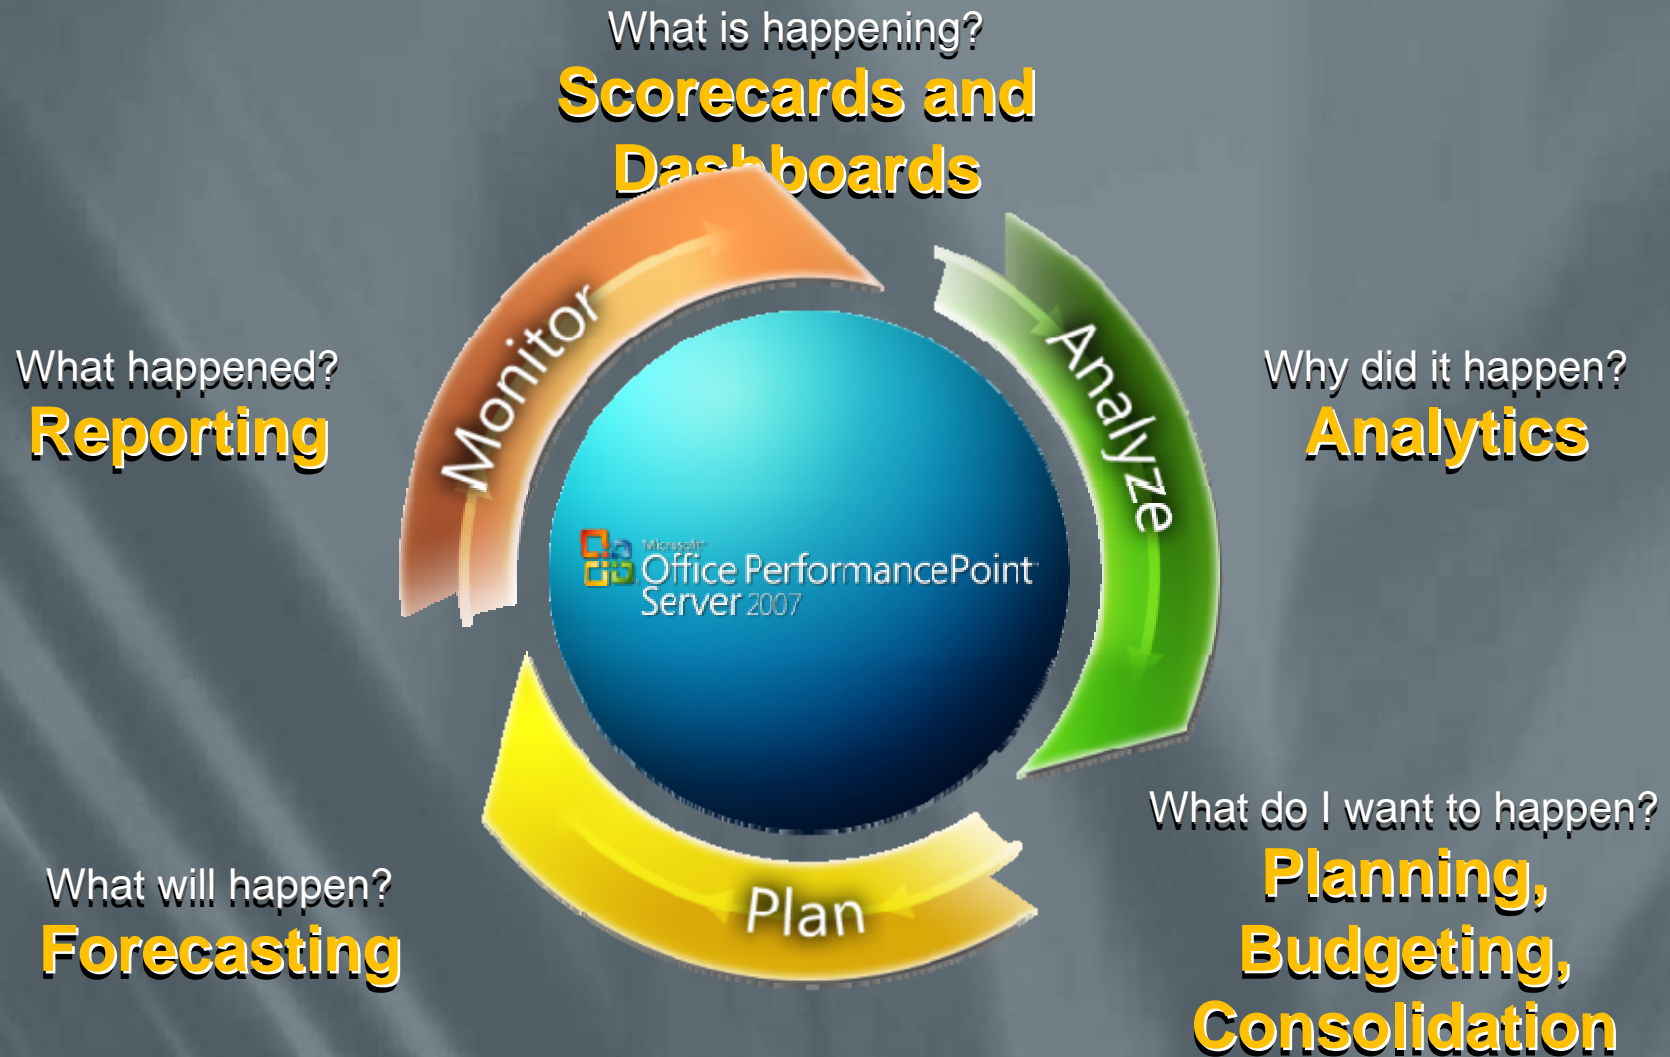 What is happening?
Scorecards and
Dashboards
What happened?
Reporting
Monitor
Analyze
Why did it happen?
Analytics
Microsoft
Office PerformancePoint
Server 2007
What do I want to happen?
Planning,
Budgeting,
Consolidation
What will happen?
Forecasting
Plan